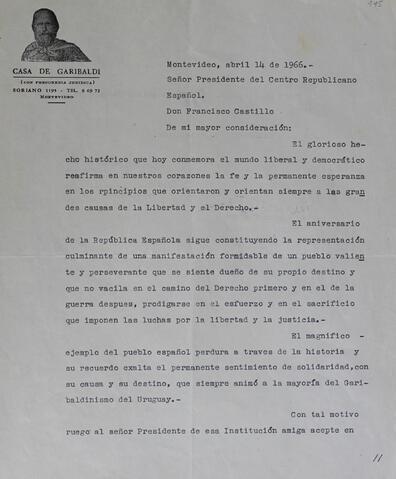 CASA DE GARIBALDI
(CON PERSONERIA JURIDICA)
SORIANO 1195 - TEL. 8 69 72
MONTEVIDEO
Montevideo, abril 14 de 1966.-
Señor Presidente del Centro Republicano
Español.
Don Francisco Castillo
De mi mayor consideración:
El glorioso he-
cho histórico que hoy conmemora el mundo liberal y democrático
reafirma en nuestros corazones la fe y la permanente esperanza
en los rpincipios que orientaron y orientan siempre a las gran
des causas de la Libertad y el Derecho.-
El aniversario
de la República Española sigue constituyendo la representación
culminante de una manifestación formidable de un pueblo valien
te y perseverante que se siente dueño de su propio destino y
que no vacila en el camino del Derecho primero y en el de
la guerra despues, prodigarse en el esfuerzo y en el sacrificio
que imponen las luchas por la libertad y la justicia.-
El magnifico -
ejemplo del pueblo español perdura a traves de la historia y
su recuerdo exalta el permanente sentimiento de solidaridad,con
su causa y su destino, que siempre animó a la mayoría del Gari-
baldinismo del Uruguay.-
Con tal motivo
ruego al señor Presidente de esa Institución amiga acepte en
11